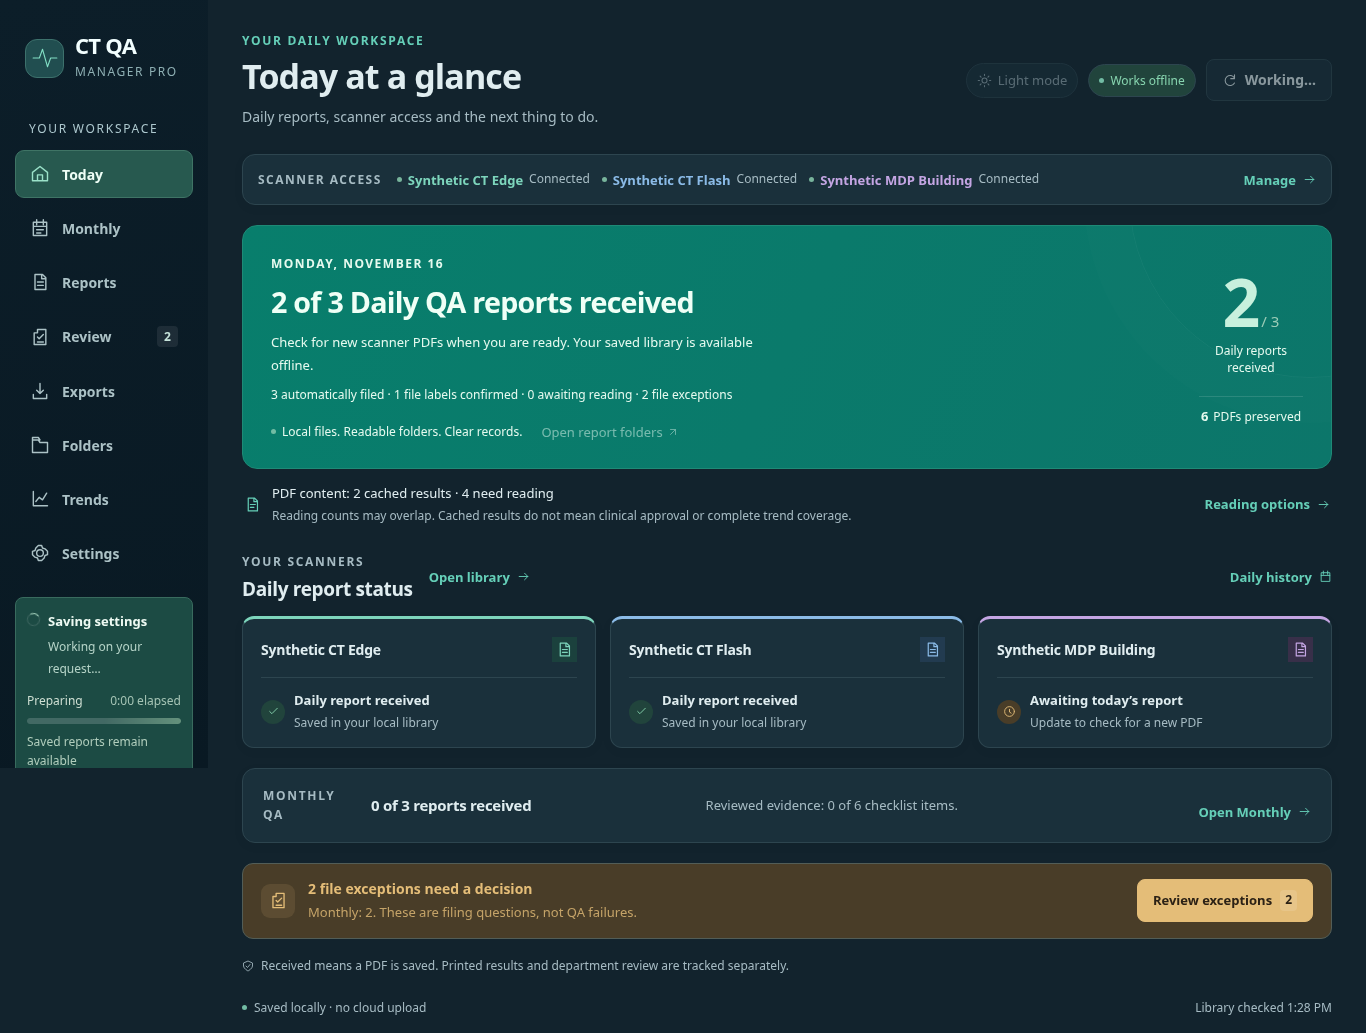 CT QA
MANAGER PRO
YOUR WORKSPACE
Today
Monthly
Reports
Review 2
Exports
Folders
Trends
Settings
Saving settings
Working on your
request...
Preparing 0:00 elapsed
Saved reports remain
available
YOUR DAILY WORKSPACE
Today at a glance
Daily reports, scanner access and the next thing to do.
Light mode
Works offline
Working...
SCANNER ACCESS Synthetic CT Edge Connected Synthetic CT Flash Connected Synthetic MDP Building Connected Manage →
MONDAY, NOVEMBER 16
2 of 3 Daily QA reports received
Check for new scanner PDFs when you are ready. Your saved library is available
offline.
3 automatically filed · 1 file labels confirmed · 0 awaiting reading · 2 file exceptions
Local files. Readable folders. Clear records. Open report folders ↗
2 / 3
Daily reports
received
6 PDFs preserved
PDF content: 2 cached results · 4 need reading
Reading counts may overlap. Cached results do not mean clinical approval or complete trend coverage.
Reading options →
YOUR SCANNERS
Daily report status
Open library →
Daily history
Synthetic CT Edge
Daily report received
Saved in your local library
Synthetic CT Flash
Daily report received
Saved in your local library
Synthetic MDP Building
Awaiting today’s report
Update to check for a new PDF
MONTHLY
QA
0 of 3 reports received
Reviewed evidence: 0 of 6 checklist items.
Open Monthly →
2 file exceptions need a decision
Monthly: 2. These are filing questions, not QA failures.
Review exceptions 2
Received means a PDF is saved. Printed results and department review are tracked separately.
Saved locally · no cloud upload
Library checked 1:28 PM